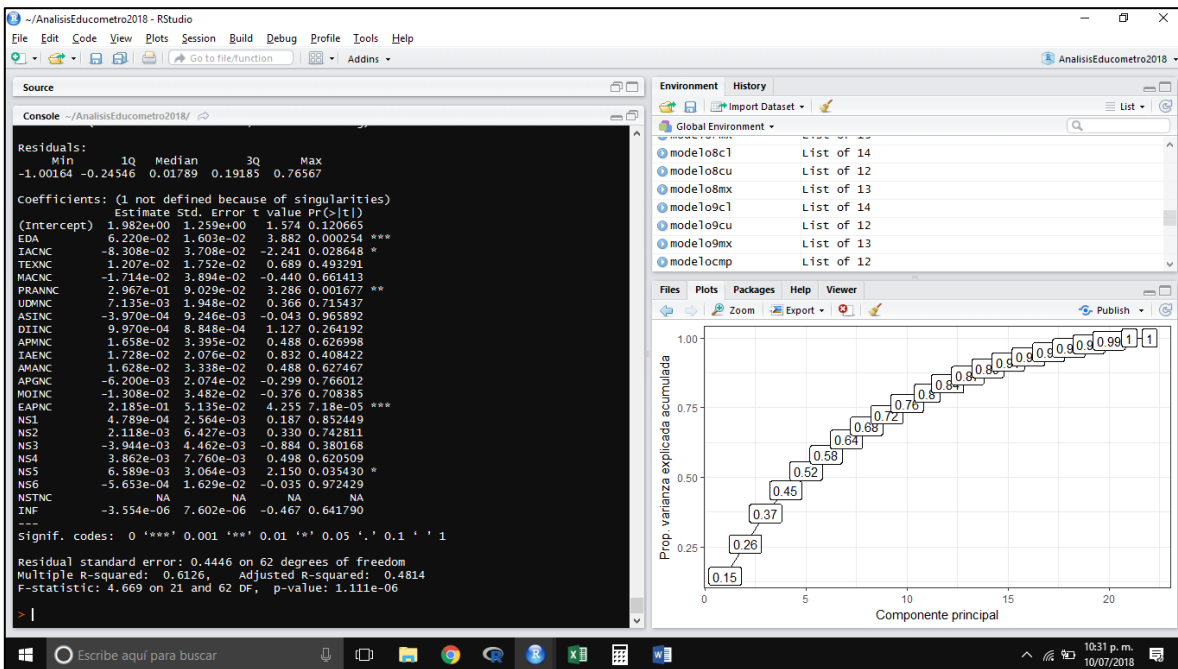 ~/AnalisisEducometro2018 - RStudio
File Edit Code View Plots Session Build Debug Profile Tools Help
Go to file/function Addins AnalisisEducometro2018
Source
Console ~/AnalisisEducometro2018/
Residuals:
Min 1Q Median 3Q Max
-1.00164 -0.24546 0.01789 0.19185 0.76567
Coefficients: (1 not defined because of singularities)
Estimate Std. Error t value Pr(>|t|)
(Intercept) 1.982e+00 1.259e+00 1.574 0.120665
EDA 6.220e-02 1.603e-02 3.882 0.000254 ***
IACNC -8.308e-02 3.708e-02 -2.241 0.028648 *
TEXNC 1.207e-02 1.752e-02 0.689 0.493291
MACNC -1.714e-02 3.894e-02 -0.440 0.661413
PRANNC 2.967e-01 9.029e-02 3.286 0.001677 **
UDMNC 7.135e-03 1.948e-02 0.366 0.715437
ASINC -3.970e-04 9.246e-03 -0.043 0.965892
DIINC 9.970e-04 8.848e-04 1.127 0.264192
APMNC 1.658e-02 3.395e-02 0.488 0.626998
IAENC 1.728e-02 2.076e-02 0.832 0.408422
AMANC 1.628e-02 3.338e-02 0.488 0.627467
APGNC -6.200e-03 2.074e-02 -0.299 0.766012
MOINC -1.308e-02 3.482e-02 -0.376 0.708385
EAPNC 2.185e-01 5.135e-02 4.255 7.18e-05 ***
NS1 4.789e-04 2.564e-03 0.187 0.852449
NS2 2.118e-03 6.427e-03 0.330 0.742811
NS3 -3.944e-03 4.462e-03 -0.884 0.380168
NS4 3.862e-03 7.760e-03 0.498 0.620509
NS5 6.589e-03 3.064e-03 2.150 0.035430 *
NS6 -5.653e-04 1.629e-02 -0.035 0.972429
NSTNC NA NA NA NA
INF -3.554e-06 7.602e-06 -0.467 0.641790
---
Signif. codes: 0 '***' 0.001 '**' 0.01 '*' 0.05 '.' 0.1 ' ' 1
Residual standard error: 0.4446 on 62 degrees of freedom
Multiple R-squared: 0.6126, Adjusted R-squared: 0.4814
F-statistic: 4.669 on 21 and 62 DF, p-value: 1.111e-06
>
Environment History
Import Dataset List
Global Environment
modelo8cl List of 14
modelo8cu List of 12
modelo8mx List of 13
modelo9cl List of 14
modelo9cu List of 12
modelo9mx List of 13
modelocmp List of 12
Files Plots Packages Help Viewer
Zoom Export Publish
Prop. varianza explicada acumulada
1.00
0.75
0.50
0.25
0.15
0.26
0.37
0.45
0.52
0.58
0.64
0.68
0.72
0.76
0.8
0.99
1
1
0 5 10 15 20
Componente principal
Escribe aquí para buscar
10:31 p. m.
10/07/2018